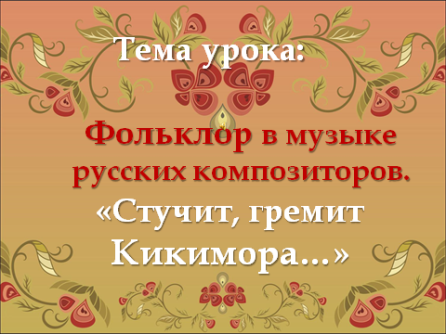 Тема урока:
Фольклор в музыке
русских композиторов.
«Стучит, гремит
Кикимора...»